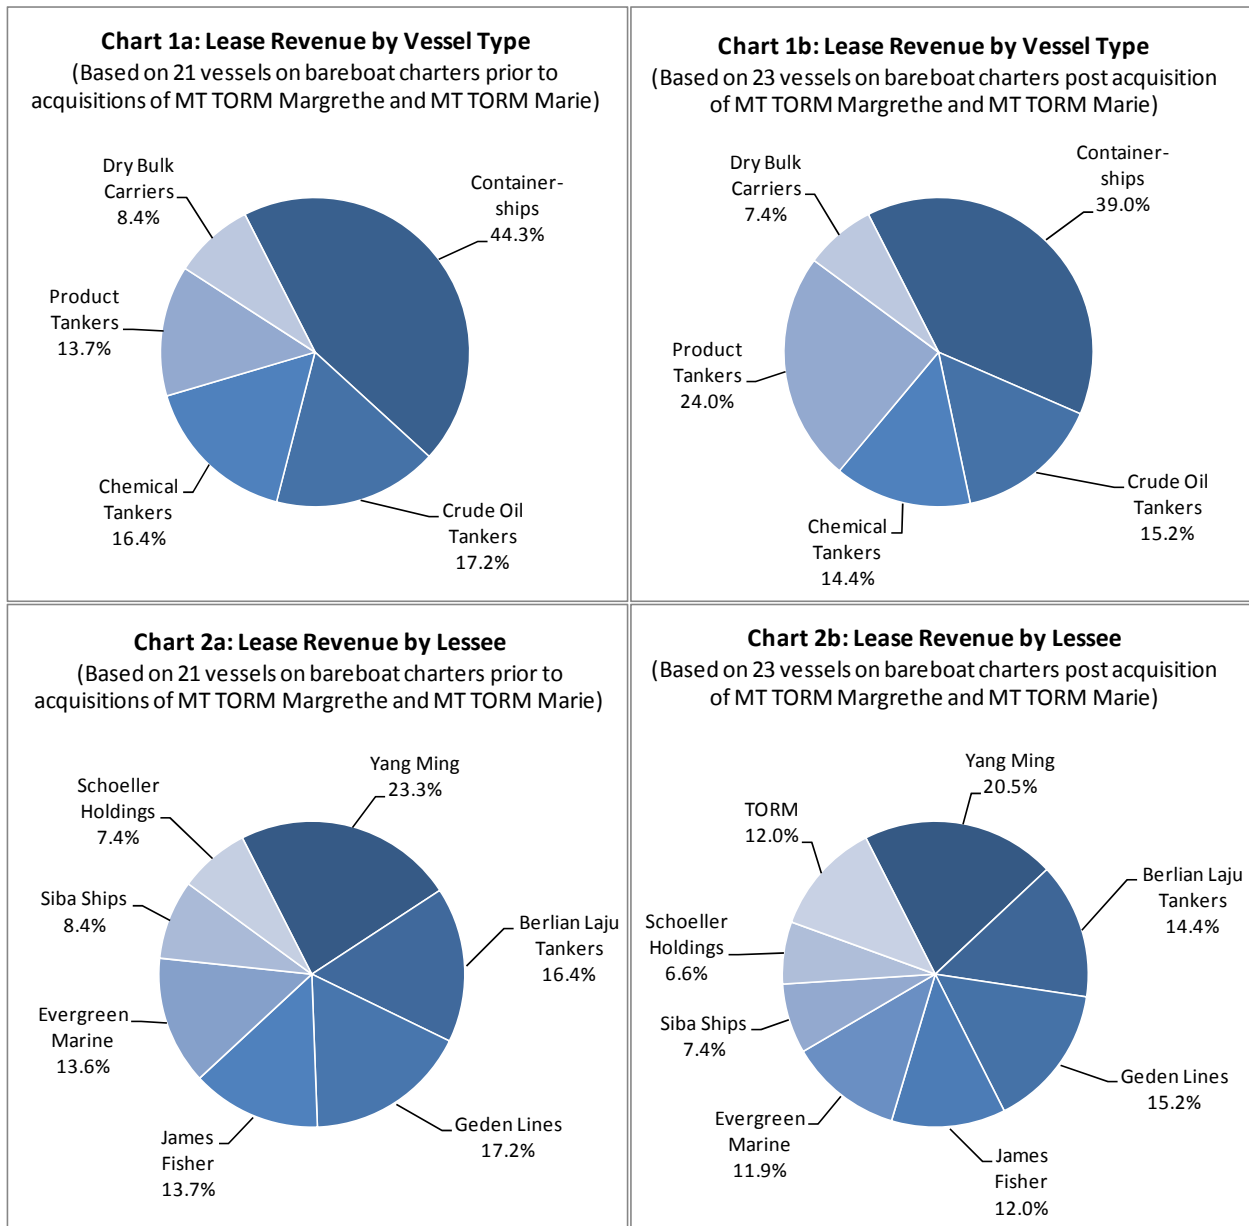 Chart 1a: Lease Revenue by Vessel Type
(Based on 21 vessels on bareboat charters prior to
acquisitions of MT TORM Margrethe and MT TORM Marie)
Dry Bulk
Carriers
8.4%
Container-
ships
44.3%
Product
Tankers
13.7%
Chemical
Tankers
16.4%
Crude Oil
Tankers
17.2%
Chart 1b: Lease Revenue by Vessel Type
(Based on 23 vessels on bareboat charters post acquisition
of MT TORM Margrethe and MT TORM Marie)
Dry Bulk
Carriers
7.4%
Container-
ships
39.0%
Product
Tankers
24.0%
Chemical
Tankers
14.4%
Crude Oil
Tankers
15.2%
Chart 2a: Lease Revenue by Lessee
(Based on 21 vessels on bareboat charters prior to
acquisitions of MT TORM Margrethe and MT TORM Marie)
Yang Ming
23.3%
Schoeller
Holdings
7.4%
Siba Ships
8.4%
Berlian Laju
Tankers
16.4%
Evergreen
Marine
13.6%
James
Fisher
13.7%
Geden Lines
17.2%
Chart 2b: Lease Revenue by Lessee
(Based on 23 vessels on bareboat charters post acquisition
of MT TORM Margrethe and MT TORM Marie)
Yang Ming
20.5%
TORM
12.0%
Berlian Laju
Tankers
14.4%
Schoeller
Holdings
6.6%
Siba Ships
7.4%
Geden Lines
15.2%
Evergreen
Marine
11.9%
James
Fisher
12.0%